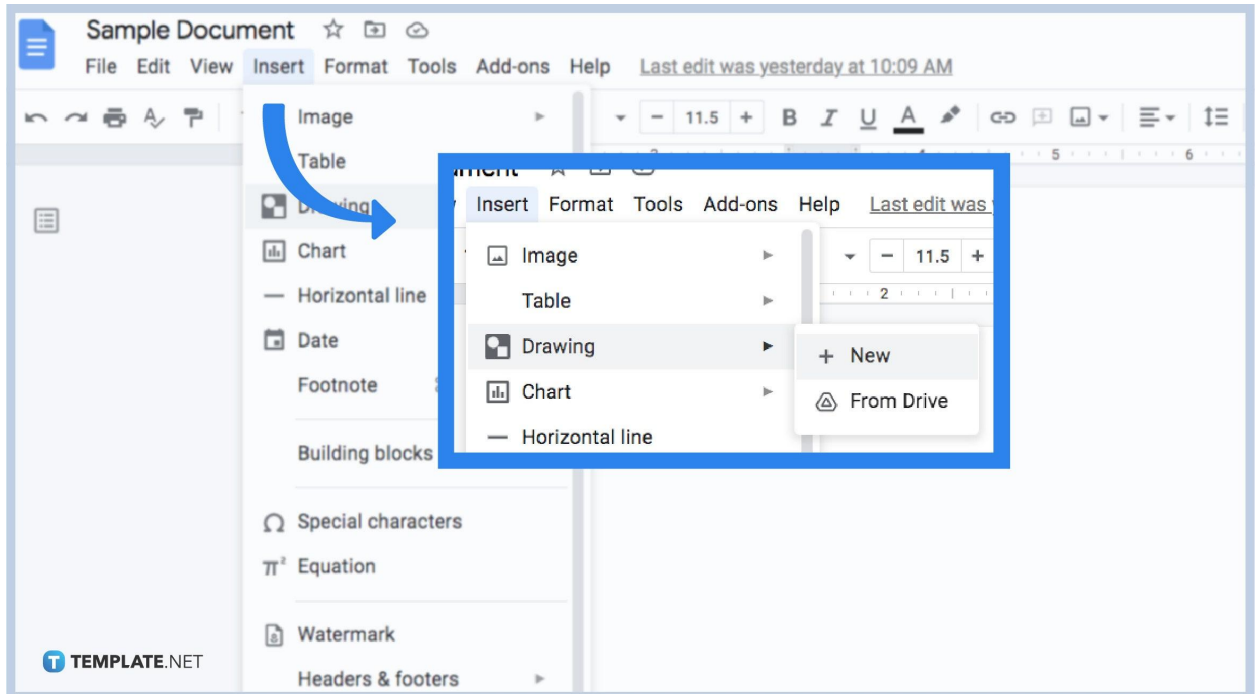 Sample Document
File Edit View Insert Format Tools Add-ons Help Last edit was yesterday at 10:09 AM
11.5 B I U A
Image
Table
Drawing
Chart
Horizontal line
Date
Footnote
Building blocks
Special characters
π² Equation
Watermark
Headers & footers
5 6
Insert Format Tools Add-ons Help Last edit was
11.5
2
Image
Table
Drawing
Chart
Horizontal line
New
From Drive
T TEMPLATE.NET